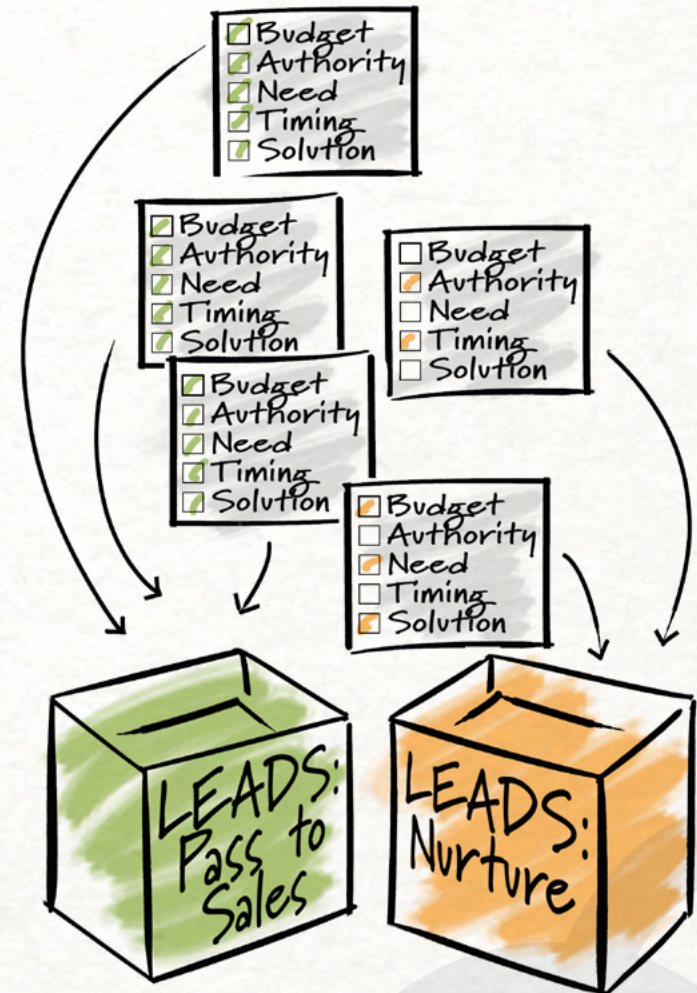 Budget
Authority
Need
Timing
Solution
Budget
Authority
Need
Timing
Solution
Budget
Authority
Need
Timing
Solution
Budget
Authority
Need
Timing
Solution
Budget
Authority
Need
Timing
Solution
LEADS:
Pass to
Sales
LEADS:
Nurture